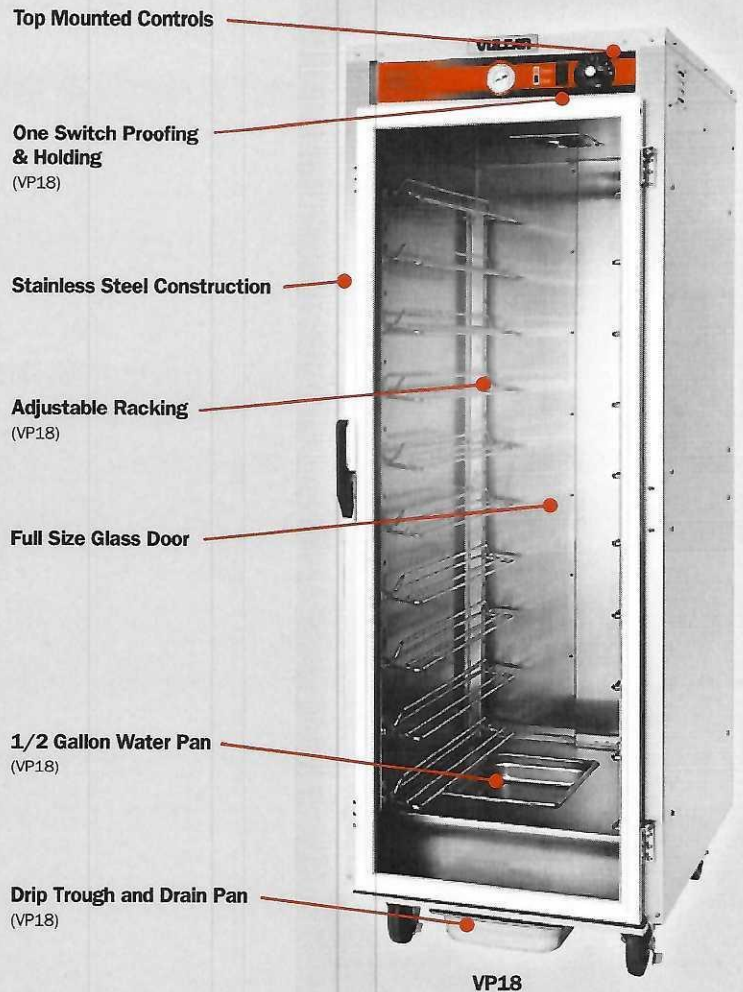 Top Mounted Controls
VULCAN
One Switch Proofing
& Holding
(VP18)
Stainless Steel Construction
Adjustable Racking
(VP18)
Full Size Glass Door
1/2 Gallon Water Pan
(VP18)
Drip Trough and Drain Pan
(VP18)
VP18